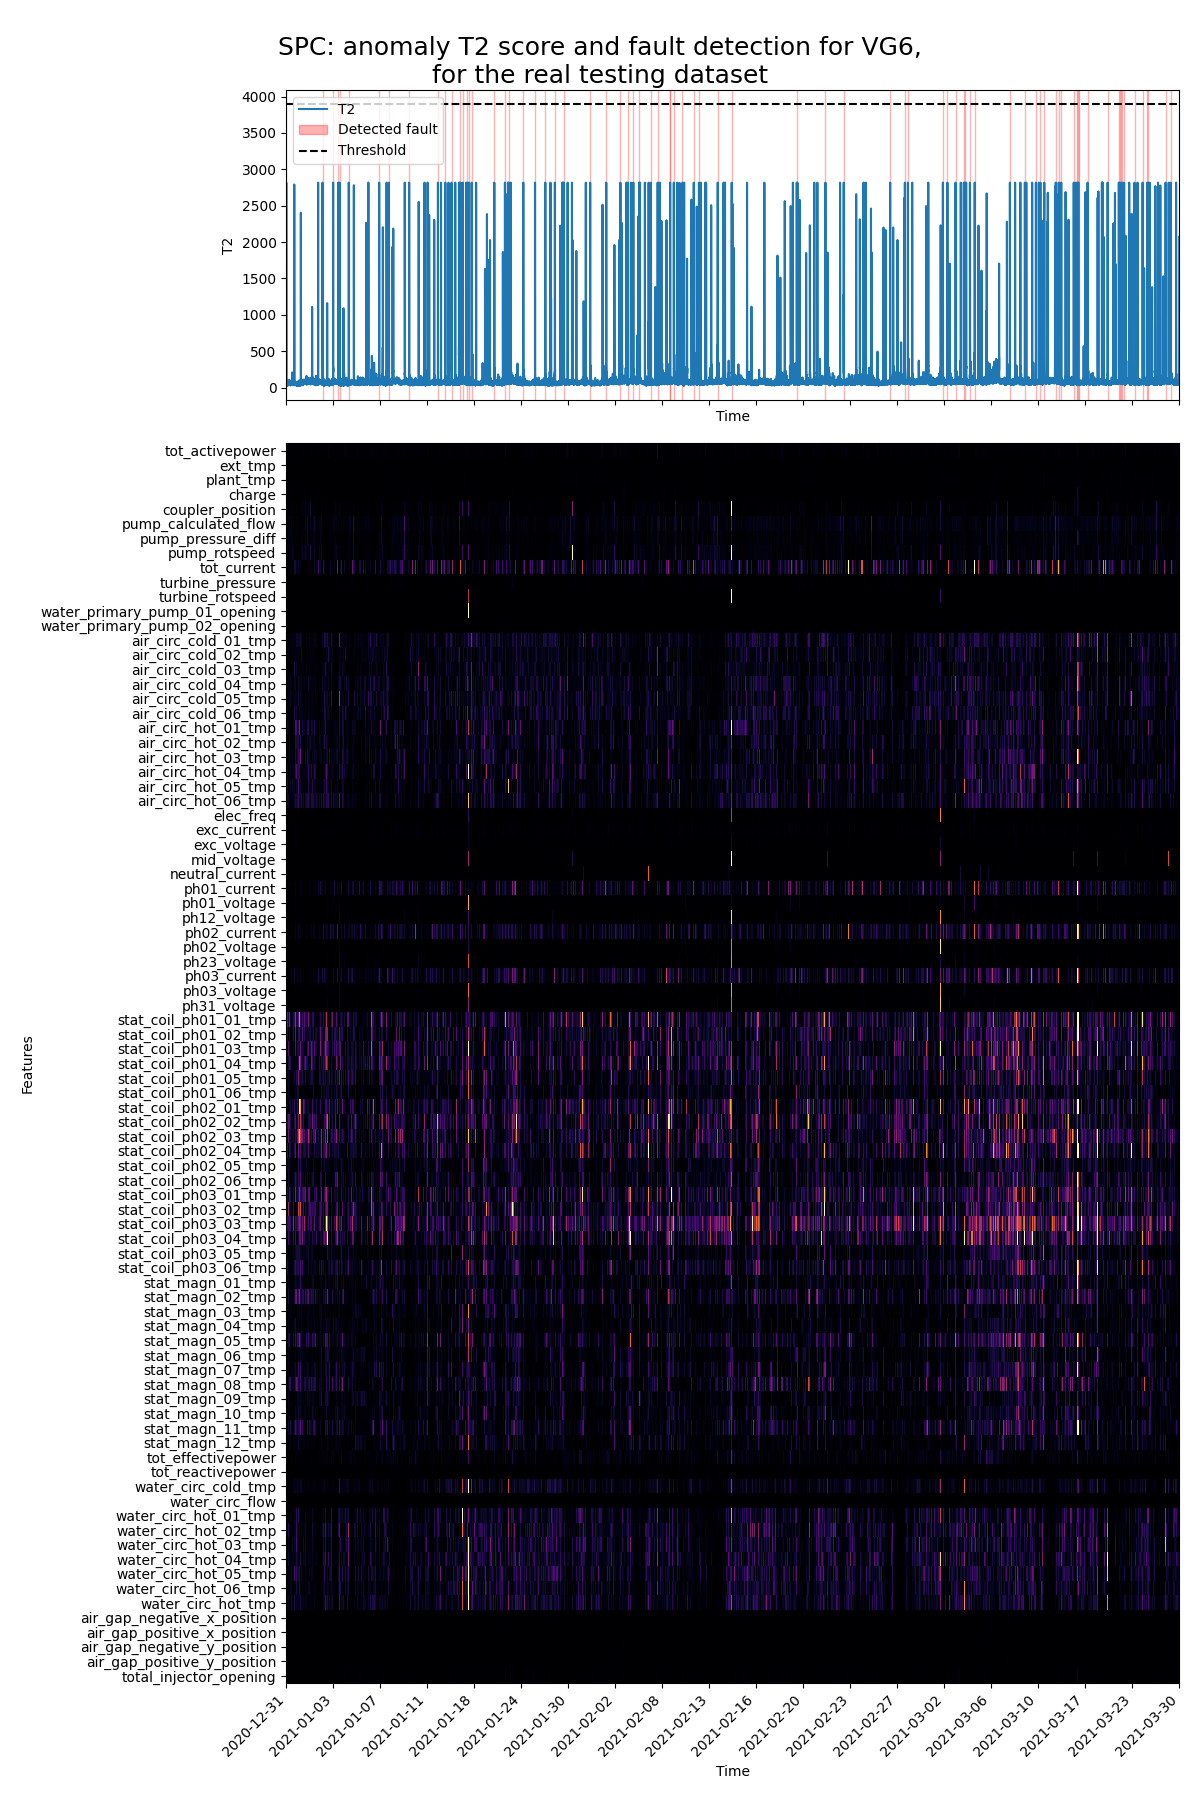 SPC: anomaly T2 score and fault detection for VG6,
for the real testing dataset
T2
Detected fault
Threshold
4000
3500
3000
2500
2000
1500
1000
500
0
T2
Time
tot_activepower
ext_tmp
plant_tmp
charge
coupler_position
pump_calculated_flow
pump_pressure_diff
pump_rotspeed
tot_current
turbine_pressure
turbine_rotspeed
water_primary_pump_01_opening
water_primary_pump_02_opening
air_circ_cold_01_tmp
air_circ_cold_02_tmp
air_circ_cold_03_tmp
air_circ_cold_04_tmp
air_circ_cold_05_tmp
air_circ_cold_06_tmp
air_circ_hot_01_tmp
air_circ_hot_02_tmp
air_circ_hot_03_tmp
air_circ_hot_04_tmp
air_circ_hot_05_tmp
air_circ_hot_06_tmp
elec_freq
exc_current
exc_voltage
mid_voltage
neutral_current
ph01_current
ph01_voltage
ph12_voltage
ph02_current
ph02_voltage
ph23_voltage
ph03_current
ph03_voltage
ph31_voltage
stat_coil_ph01_01_tmp
stat_coil_ph01_02_tmp
stat_coil_ph01_03_tmp
stat_coil_ph01_04_tmp
stat_coil_ph01_05_tmp
stat_coil_ph01_06_tmp
stat_coil_ph02_01_tmp
stat_coil_ph02_02_tmp
stat_coil_ph02_03_tmp
stat_coil_ph02_04_tmp
stat_coil_ph02_05_tmp
stat_coil_ph02_06_tmp
stat_coil_ph03_01_tmp
stat_coil_ph03_02_tmp
stat_coil_ph03_03_tmp
stat_coil_ph03_04_tmp
stat_coil_ph03_05_tmp
stat_coil_ph03_06_tmp
stat_magn_01_tmp
stat_magn_02_tmp
stat_magn_03_tmp
stat_magn_04_tmp
stat_magn_05_tmp
stat_magn_06_tmp
stat_magn_07_tmp
stat_magn_08_tmp
stat_magn_09_tmp
stat_magn_10_tmp
stat_magn_11_tmp
stat_magn_12_tmp
tot_effectivepower
tot_reactivepower
water_circ_cold_tmp
water_circ_flow
water_circ_hot_01_tmp
water_circ_hot_02_tmp
water_circ_hot_03_tmp
water_circ_hot_04_tmp
water_circ_hot_05_tmp
water_circ_hot_06_tmp
water_circ_hot_tmp
air_gap_negative_x_position
air_gap_positive_x_position
air_gap_negative_y_position
air_gap_positive_y_position
total_injector_opening
Features
2020-12-31
2021-01-03
2021-01-07
2021-01-11
2021-01-18
2021-01-24
2021-01-30
2021-02-02
2021-02-08
2021-02-13
2021-02-16
2021-02-20
2021-02-23
2021-02-27
2021-03-02
2021-03-06
2021-03-10
2021-03-17
2021-03-23
2021-03-30
Time